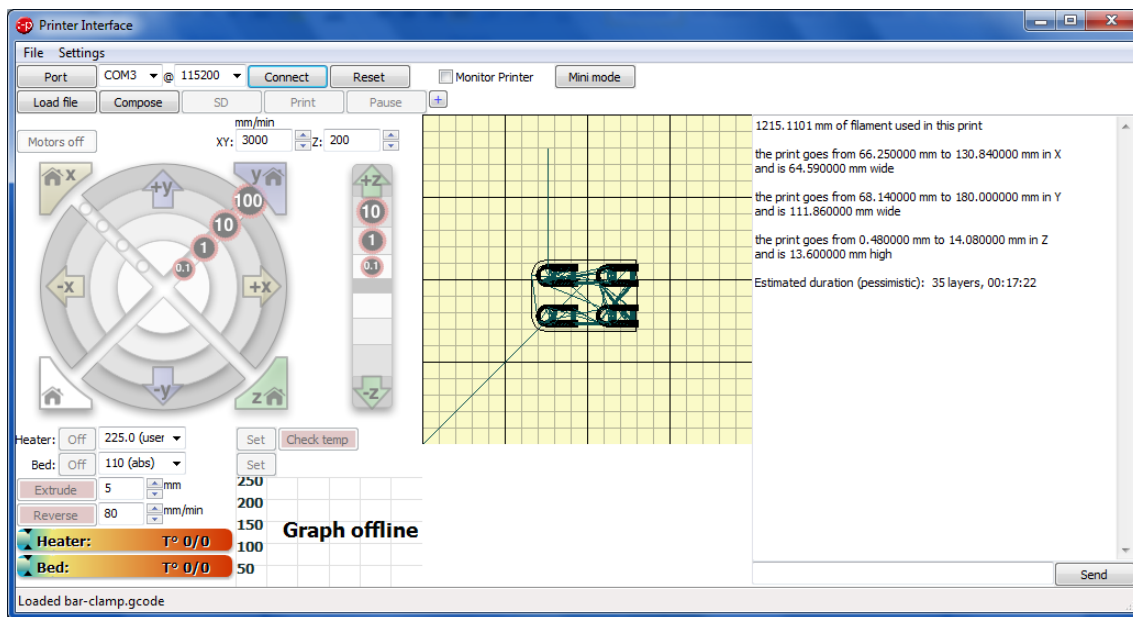 Printer Interface
File Settings
Port COM3 @ 115200 Connect Reset Monitor Printer Mini mode
Load file Compose SD Print Pause +
mm/min
Motors off XY: 3000 Z: 200
x +y y 100 +z
10 10
1 1
0.1 0.1
-x +x
-y z -z
Heater: Off 225.0 (user Set Check temp
Bed: Off 110 (abs) Set
Extrude 5 mm
Reverse 80 mm/min
Heater: T° 0/0
Bed: T° 0/0
250
200
150
100
50
Graph offline
1215.1101 mm of filament used in this print
the print goes from 66.250000 mm to 130.840000 mm in X
and is 64.590000 mm wide
the print goes from 68.140000 mm to 180.000000 mm in Y
and is 111.860000 mm wide
the print goes from 0.480000 mm to 14.080000 mm in Z
and is 13.600000 mm high
Estimated duration (pessimistic): 35 layers, 00:17:22
Send
Loaded bar-clamp.gcode